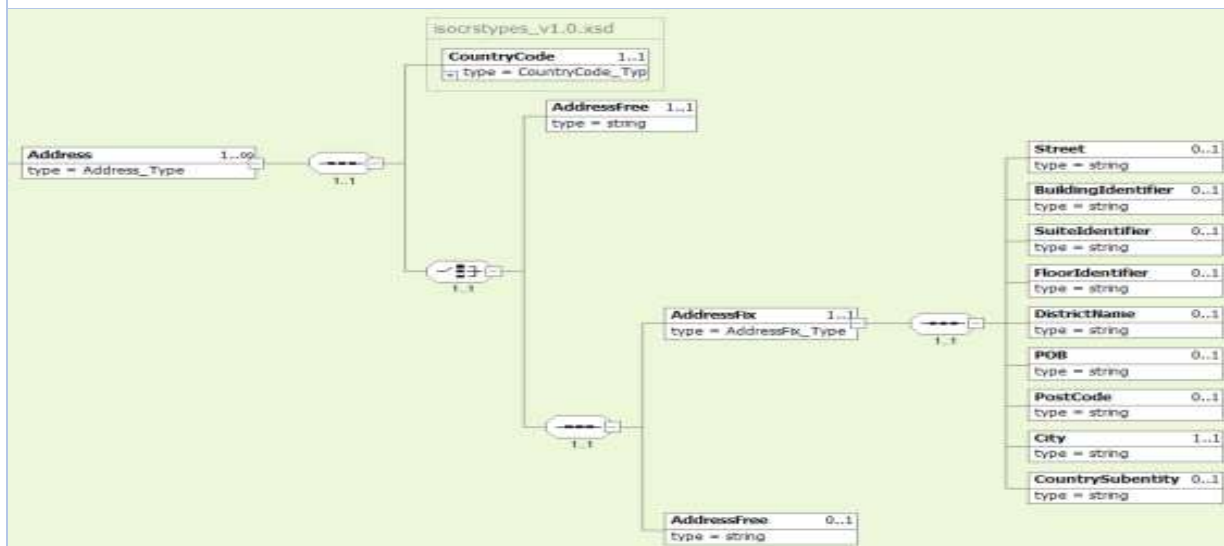 isocrstypes_v1.0.xsd
CountryCode 1..1
type = CountryCode_Typ
AddressFree 1..1
type = string
Address 1..∞
type = Address_Type
1..1
1..1
Street 0..1
type = string
BuildingIdentifier 0..1
type = string
SuiteIdentifier 0..1
type = string
FloorIdentifier 0..1
type = string
AddressFix 1..1
type = AddressFix_Type
1..1
DistrictName 0..1
type = string
POB 0..1
type = string
PostCode 0..1
type = string
1..1
City 1..1
type = string
CountrySubentity 0..1
type = string
AddressFree 0..1
type = string